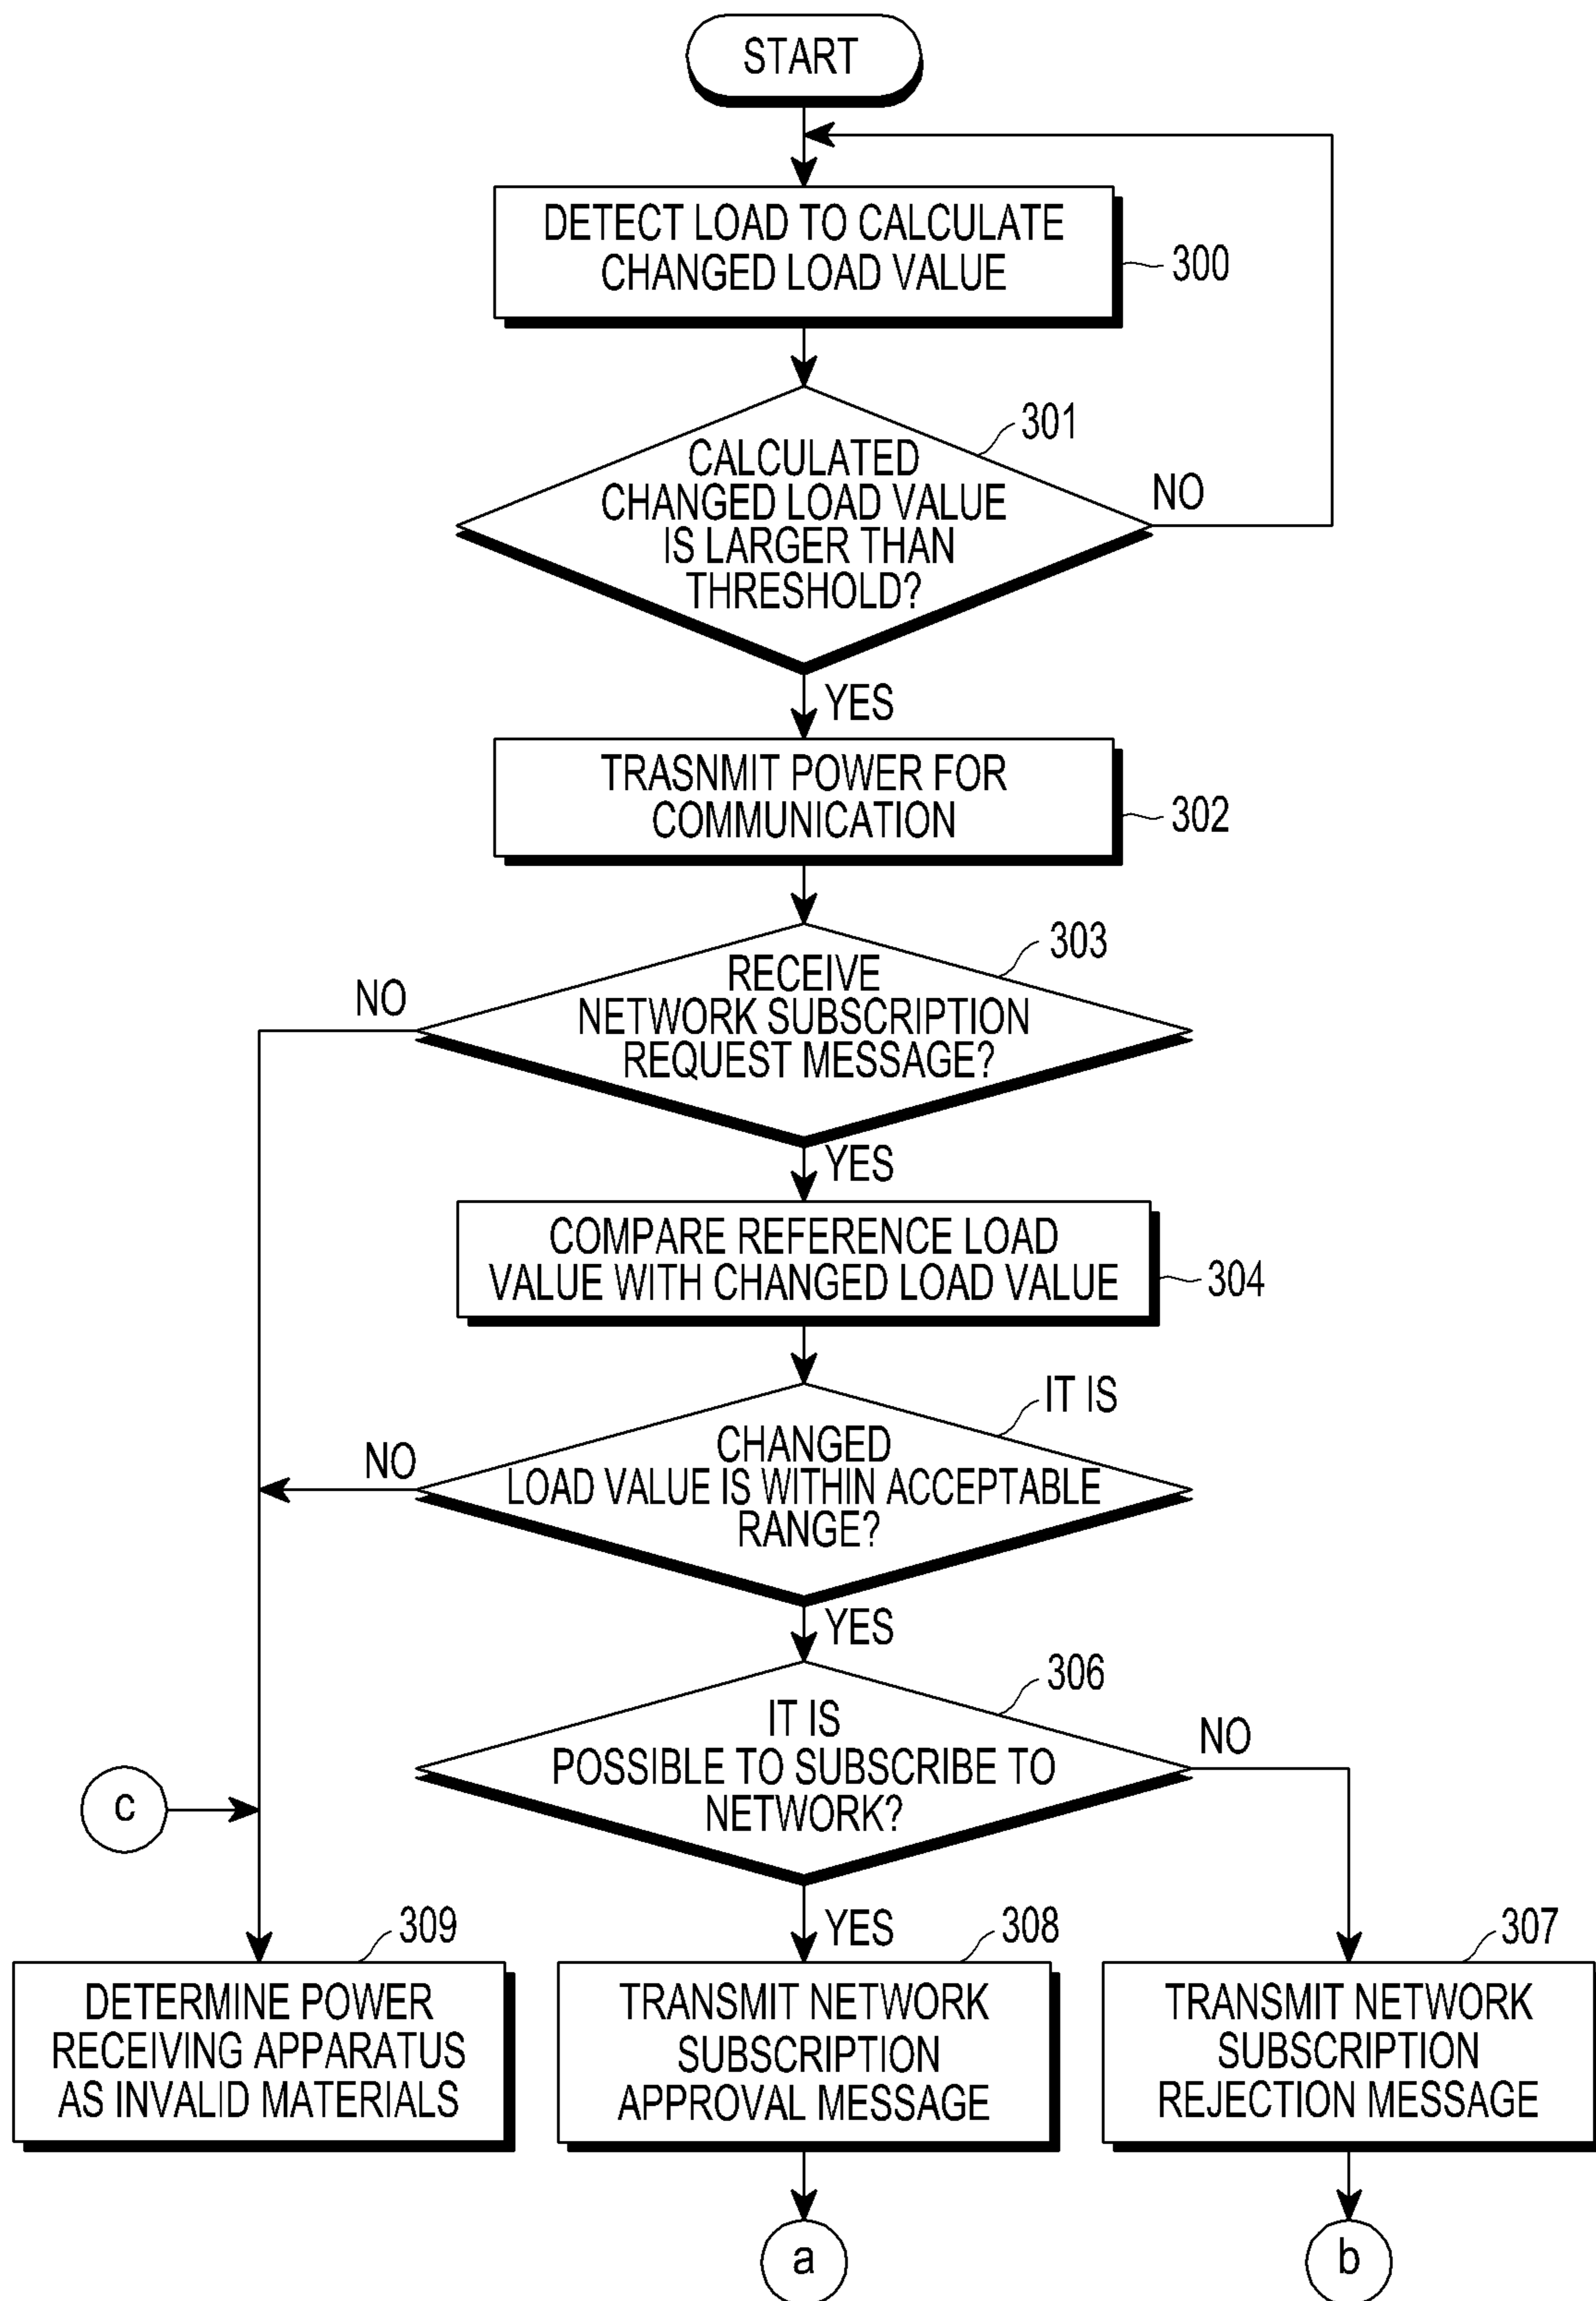 START
DETECT LOAD TO CALCULATE
CHANGED LOAD VALUE
300
301
CALCULATED
CHANGED LOAD VALUE
IS LARGER THAN
THRESHOLD?
NO
YES
TRASNMIT POWER FOR
COMMUNICATION
302
303
RECEIVE
NETWORK SUBSCRIPTION
REQUEST MESSAGE?
NO
YES
COMPARE REFERENCE LOAD
VALUE WITH CHANGED LOAD VALUE
304
IT IS
CHANGED
LOAD VALUE IS WITHIN ACCEPTABLE
RANGE?
NO
YES
306
IT IS
POSSIBLE TO SUBSCRIBE TO
NETWORK?
NO
c
YES
309
DETERMINE POWER
RECEIVING APPARATUS
AS INVALID MATERIALS
308
TRANSMIT NETWORK
SUBSCRIPTION
APPROVAL MESSAGE
307
TRANSMIT NETWORK
SUBSCRIPTION
REJECTION MESSAGE
a
b